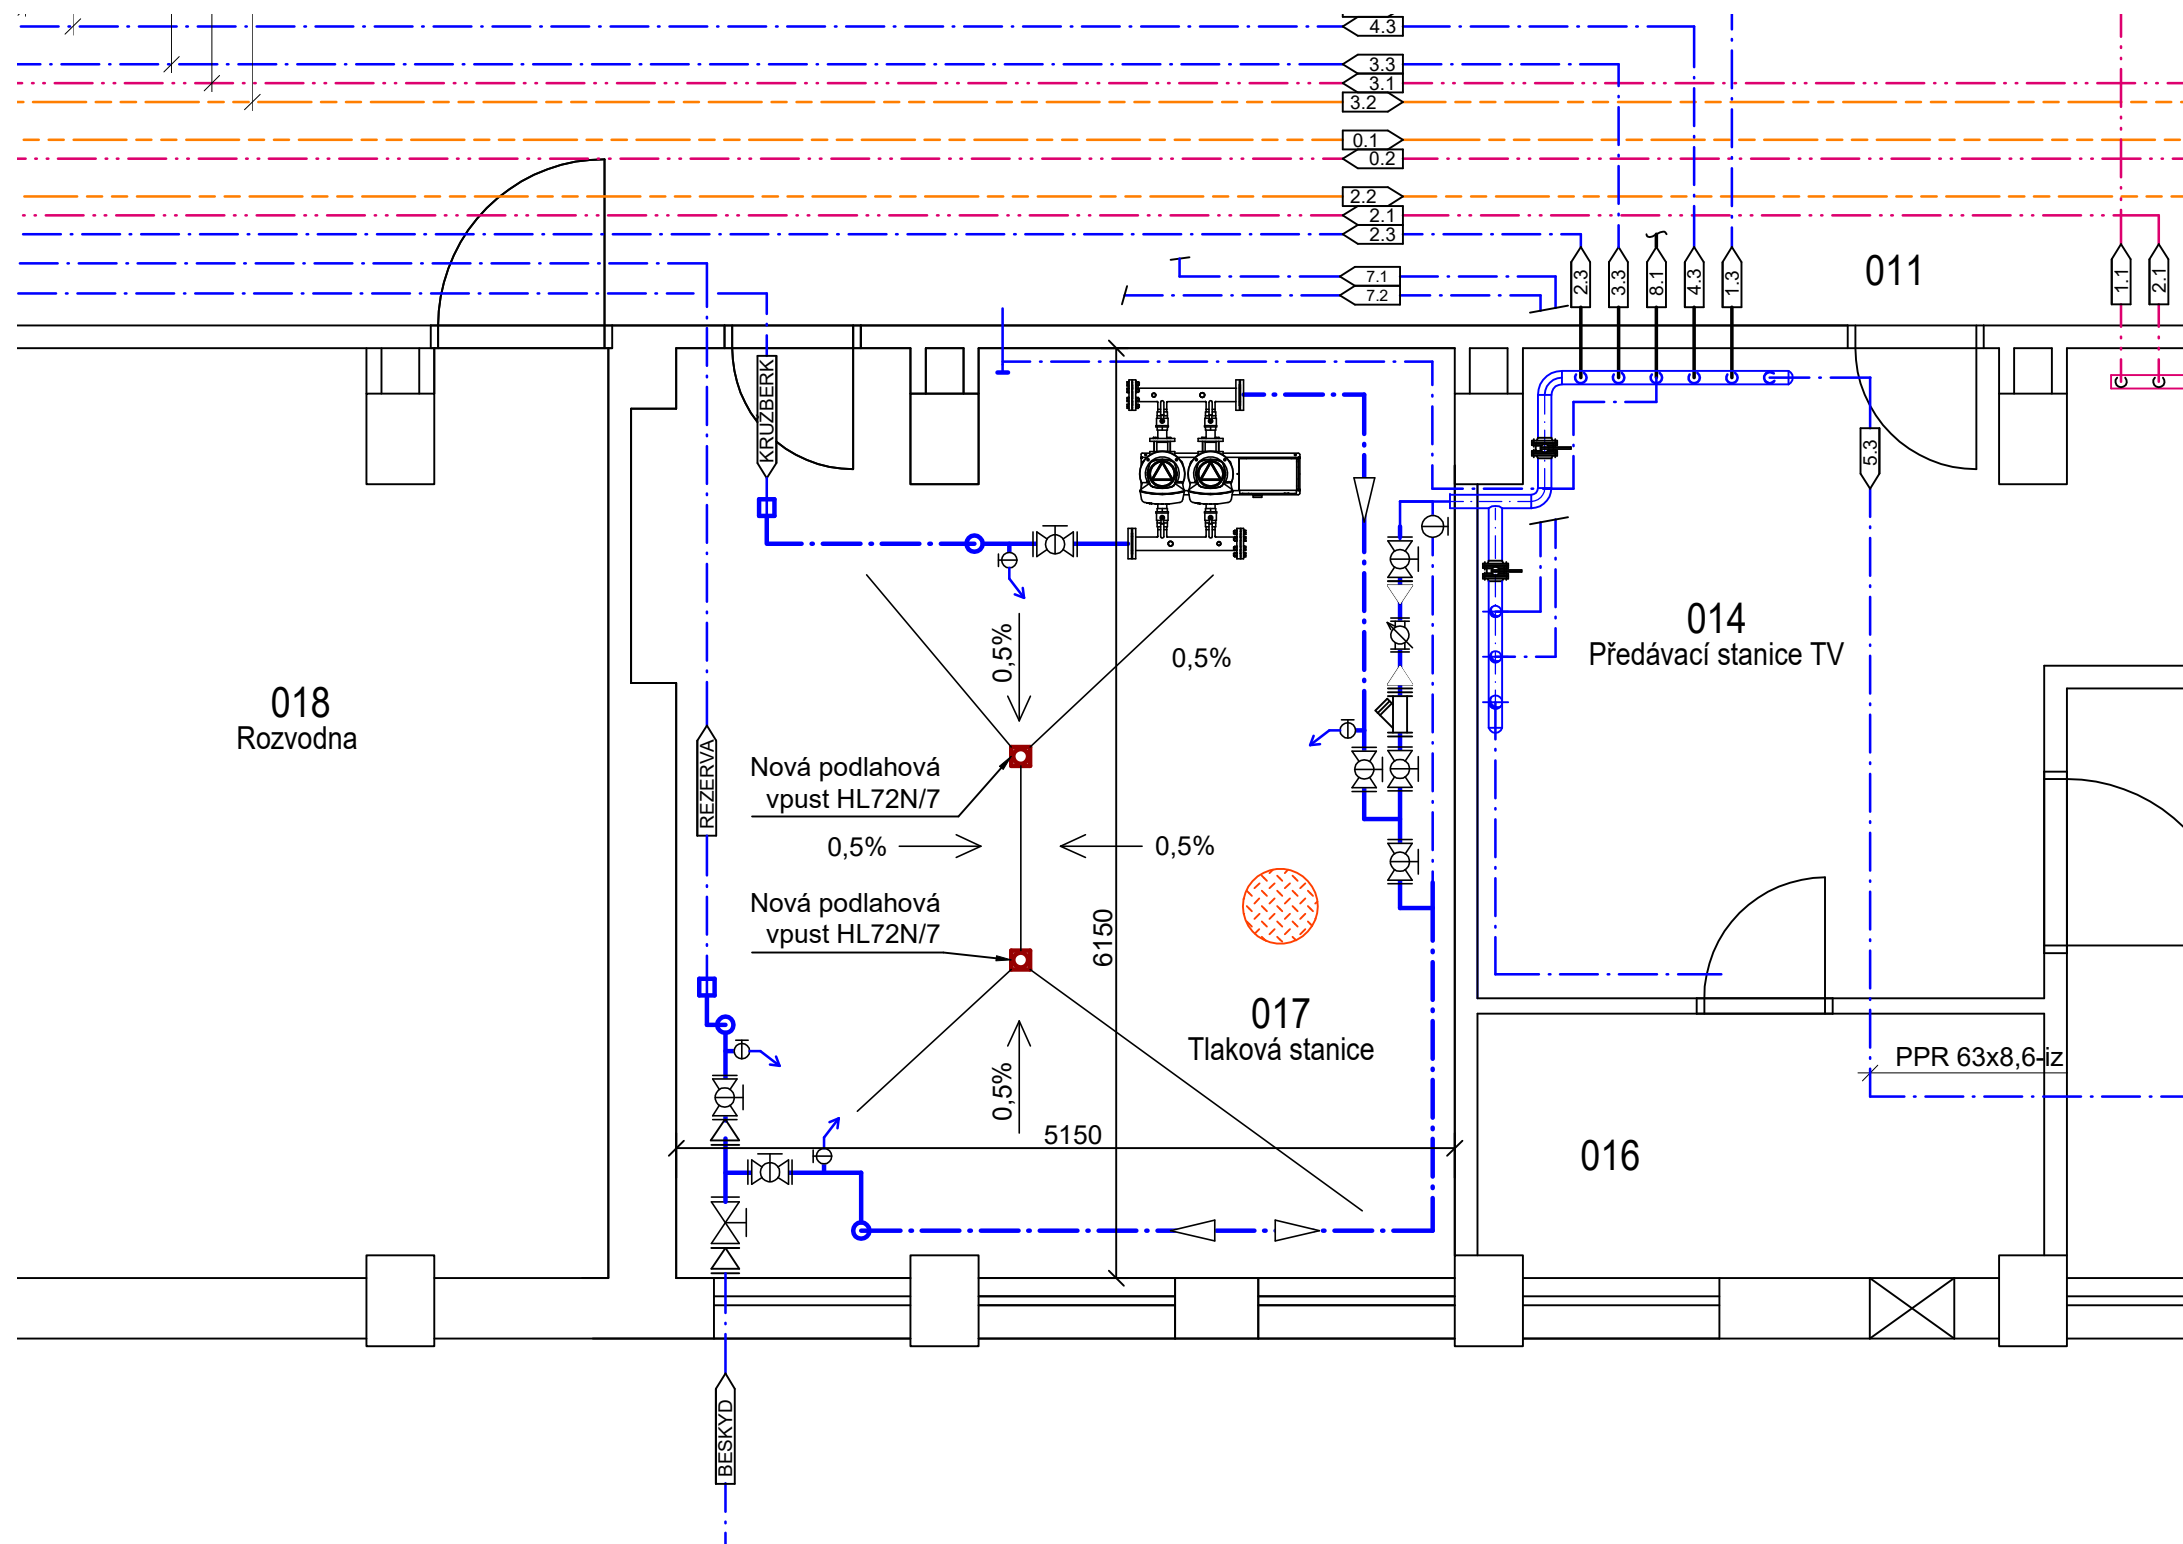 4.3
3.3
3.1
3.2
0.1
0.2
2.2
2.1
2.3
7.1
7.2
2.3
3.3
8.1
4.3
1.3
011
1.1
2.1
KRUŽBERK
5.3
0,5%
0,5%
014
Předávací stanice TV
018
Rozvodna
REZERVA
Nová podlahová
vpust HL72N/7
0,5%
0,5%
Nová podlahová
vpust HL72N/7
6150
017
Tlaková stanice
0,5%
PPR 63x8,6-iz
5150
016
BESKYD